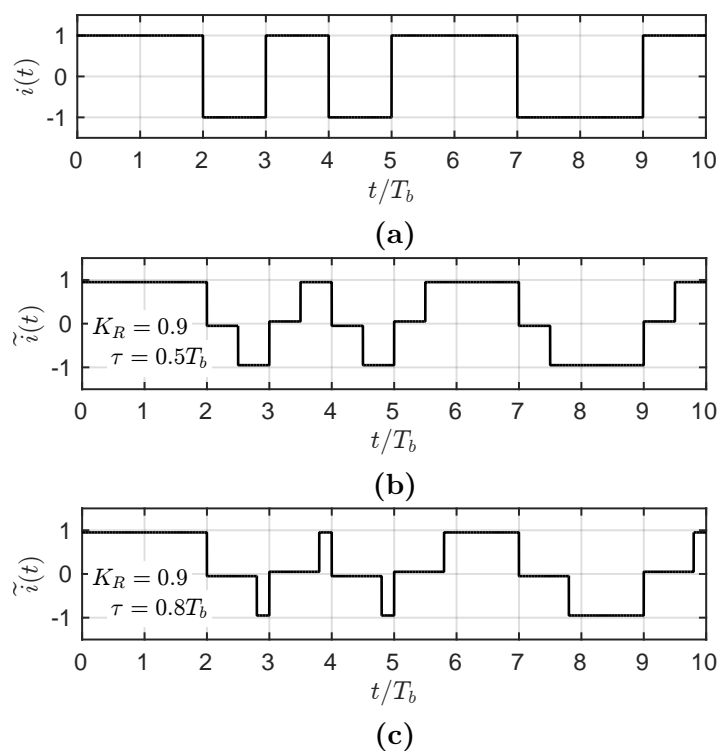 1
0
-1
i(t)
0 1 2 3 4 5 6 7 8 9 10
t/T_b
(a)
1
0
-1
ĩ(t)
K_R = 0.9
τ = 0.5T_b
0 1 2 3 4 5 6 7 8 9 10
t/T_b
(b)
1
0
-1
ĩ(t)
K_R = 0.9
τ = 0.8T_b
0 1 2 3 4 5 6 7 8 9 10
t/T_b
(c)